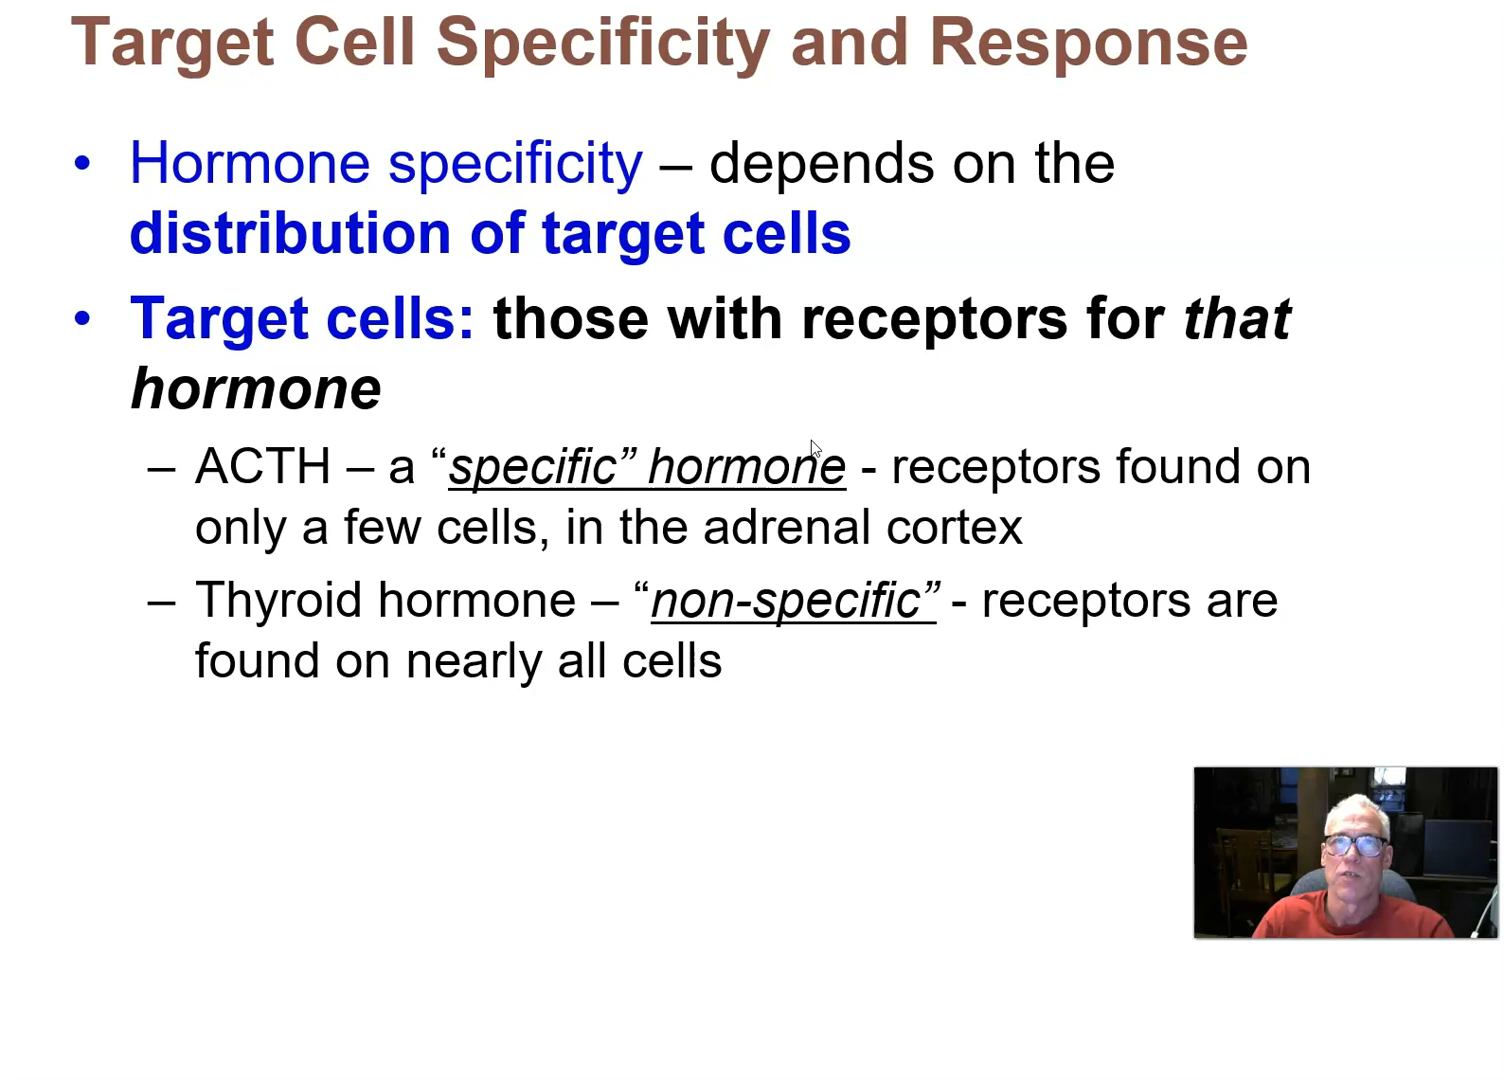 Target Cell Specificity and Response
• Hormone specificity – depends on the
distribution of target cells
• Target cells: those with receptors for that
hormone
– ACTH – a “specific” hormone - receptors found on
only a few cells, in the adrenal cortex
– Thyroid hormone – “non-specific” - receptors are
found on nearly all cells